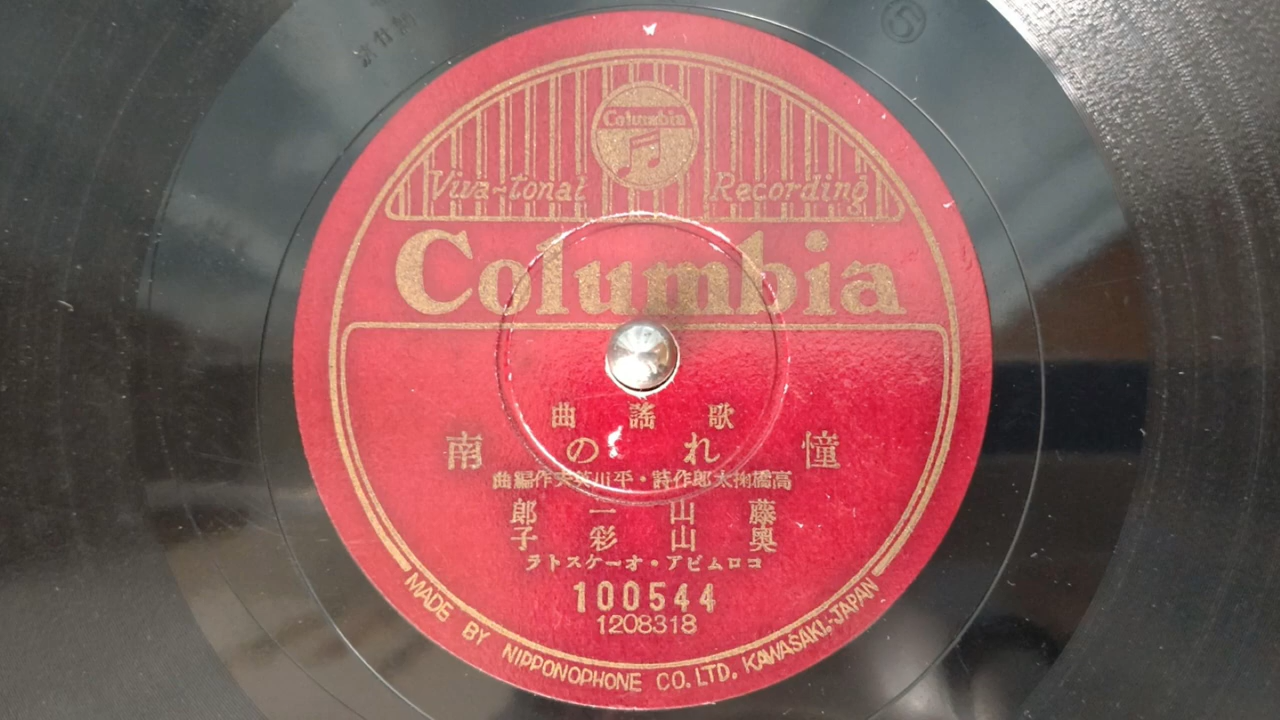 ⑤
Columbia
Viva-tonal Recording
Columbia
歌謠曲
憧れの南
高橋掬太郎作詩・平川英夫作編曲
藤山一郎
奥山彩子
コロムビア・オーケストラ
100544
1208318
MADE BY NIPPONOPHONE CO. LTD. KAWASAKI-JAPAN